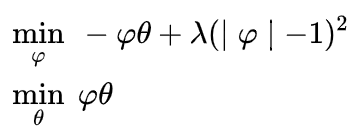 min_φ − φθ + λ(| φ | −1)²
min_θ φθ